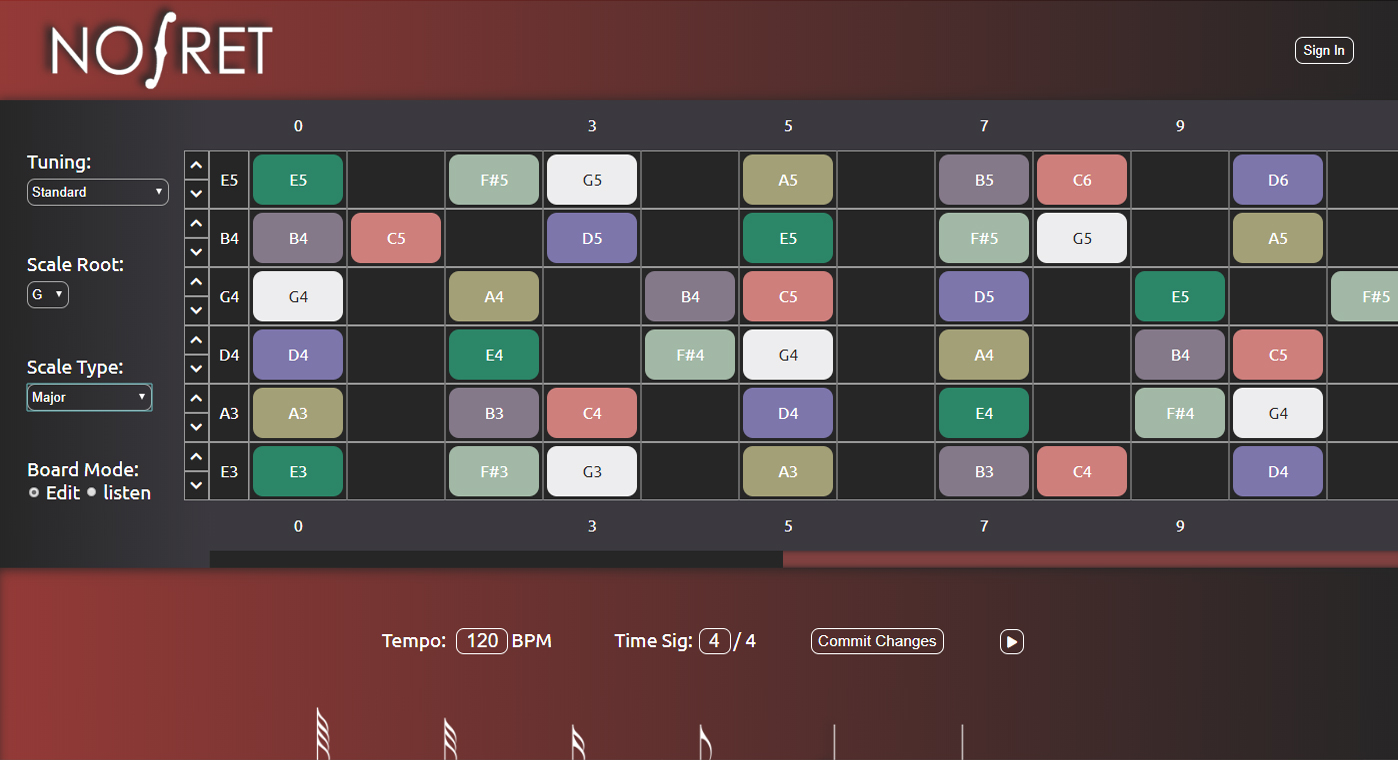 NOFRET
Sign In
0 3 5 7 9
Tuning:
Standard
Scale Root:
G
Scale Type:
Major
Board Mode:
Edit listen
E5 E5 F#5 G5 A5 B5 C6 D6
B4 B4 C5 D5 E5 F#5 G5 A5
G4 G4 A4 B4 C5 D5 E5 F#5
D4 D4 E4 F#4 G4 A4 B4 C5
A3 A3 B3 C4 D4 E4 F#4 G4
E3 E3 F#3 G3 A3 B3 C4 D4
0 3 5 7 9
Tempo: 120 BPM Time Sig: 4 / 4 Commit Changes